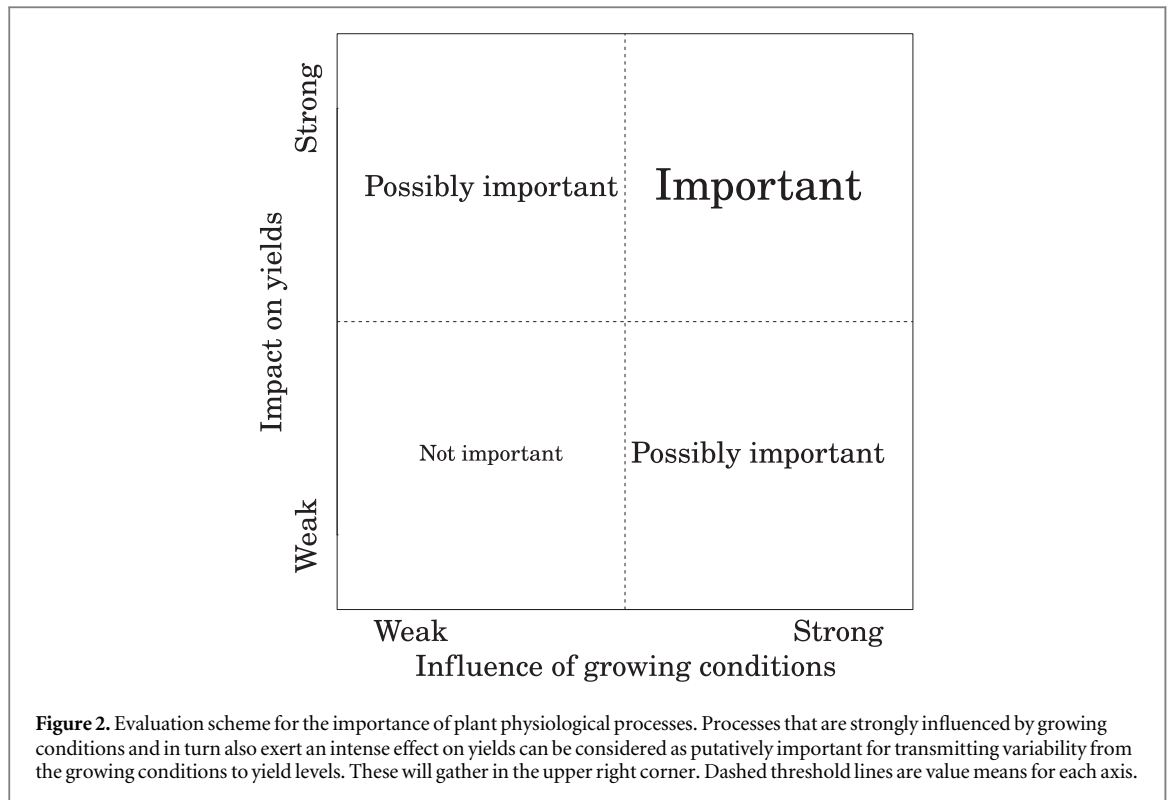 Strong
Possibly important
Important
Impact on yields
Not important
Possibly important
Weak
Weak
Strong
Influence of growing conditions
Figure 2. Evaluation scheme for the importance of plant physiological processes. Processes that are strongly influenced by growing
conditions and in turn also exert an intense effect on yields can be considered as putatively important for transmitting variability from
the growing conditions to yield levels. These will gather in the upper right corner. Dashed threshold lines are value means for each axis.